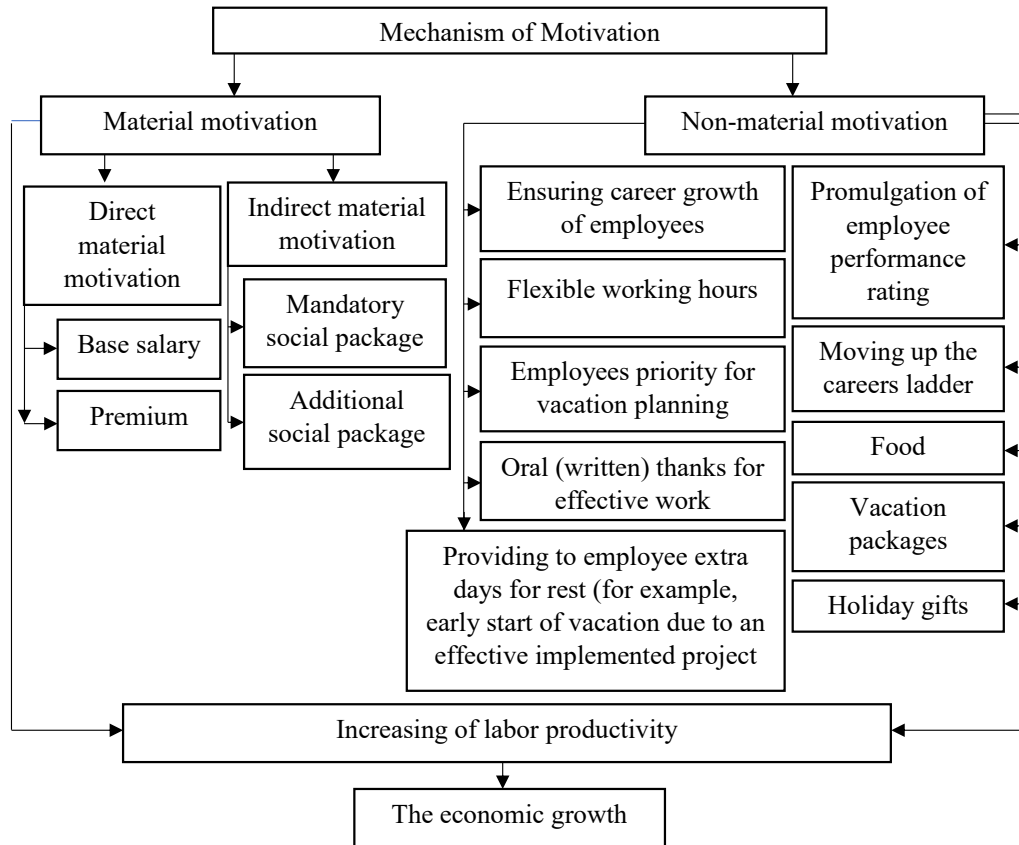 Mechanism of Motivation
Material motivation
Non-material motivation
Direct
material
motivation
Indirect material
motivation
Base salary
Premium
Mandatory
social package
Additional
social package
Ensuring career growth
of employees
Flexible working hours
Employees priority for
vacation planning
Oral (written) thanks for
effective work
Providing to employee extra
days for rest (for example,
early start of vacation due to an
effective implemented project
Promulgation of
employee
performance
rating
Moving up the
careers ladder
Food
Vacation
packages
Holiday gifts
Increasing of labor productivity
The economic growth